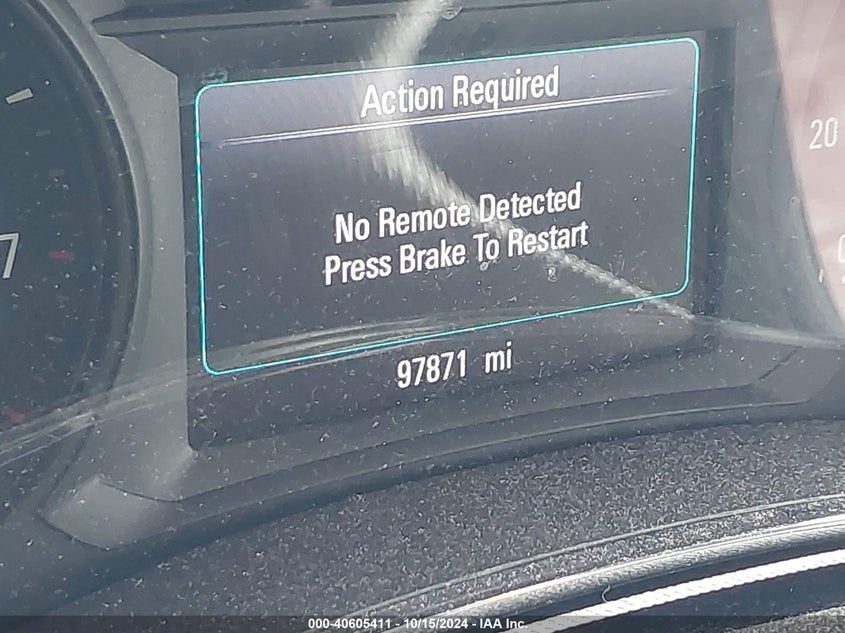 Action Required
No Remote Detected
Press Brake To Restart
97871 mi
7
20
000-40605411 - 10/15/2024 - IAA Inc.